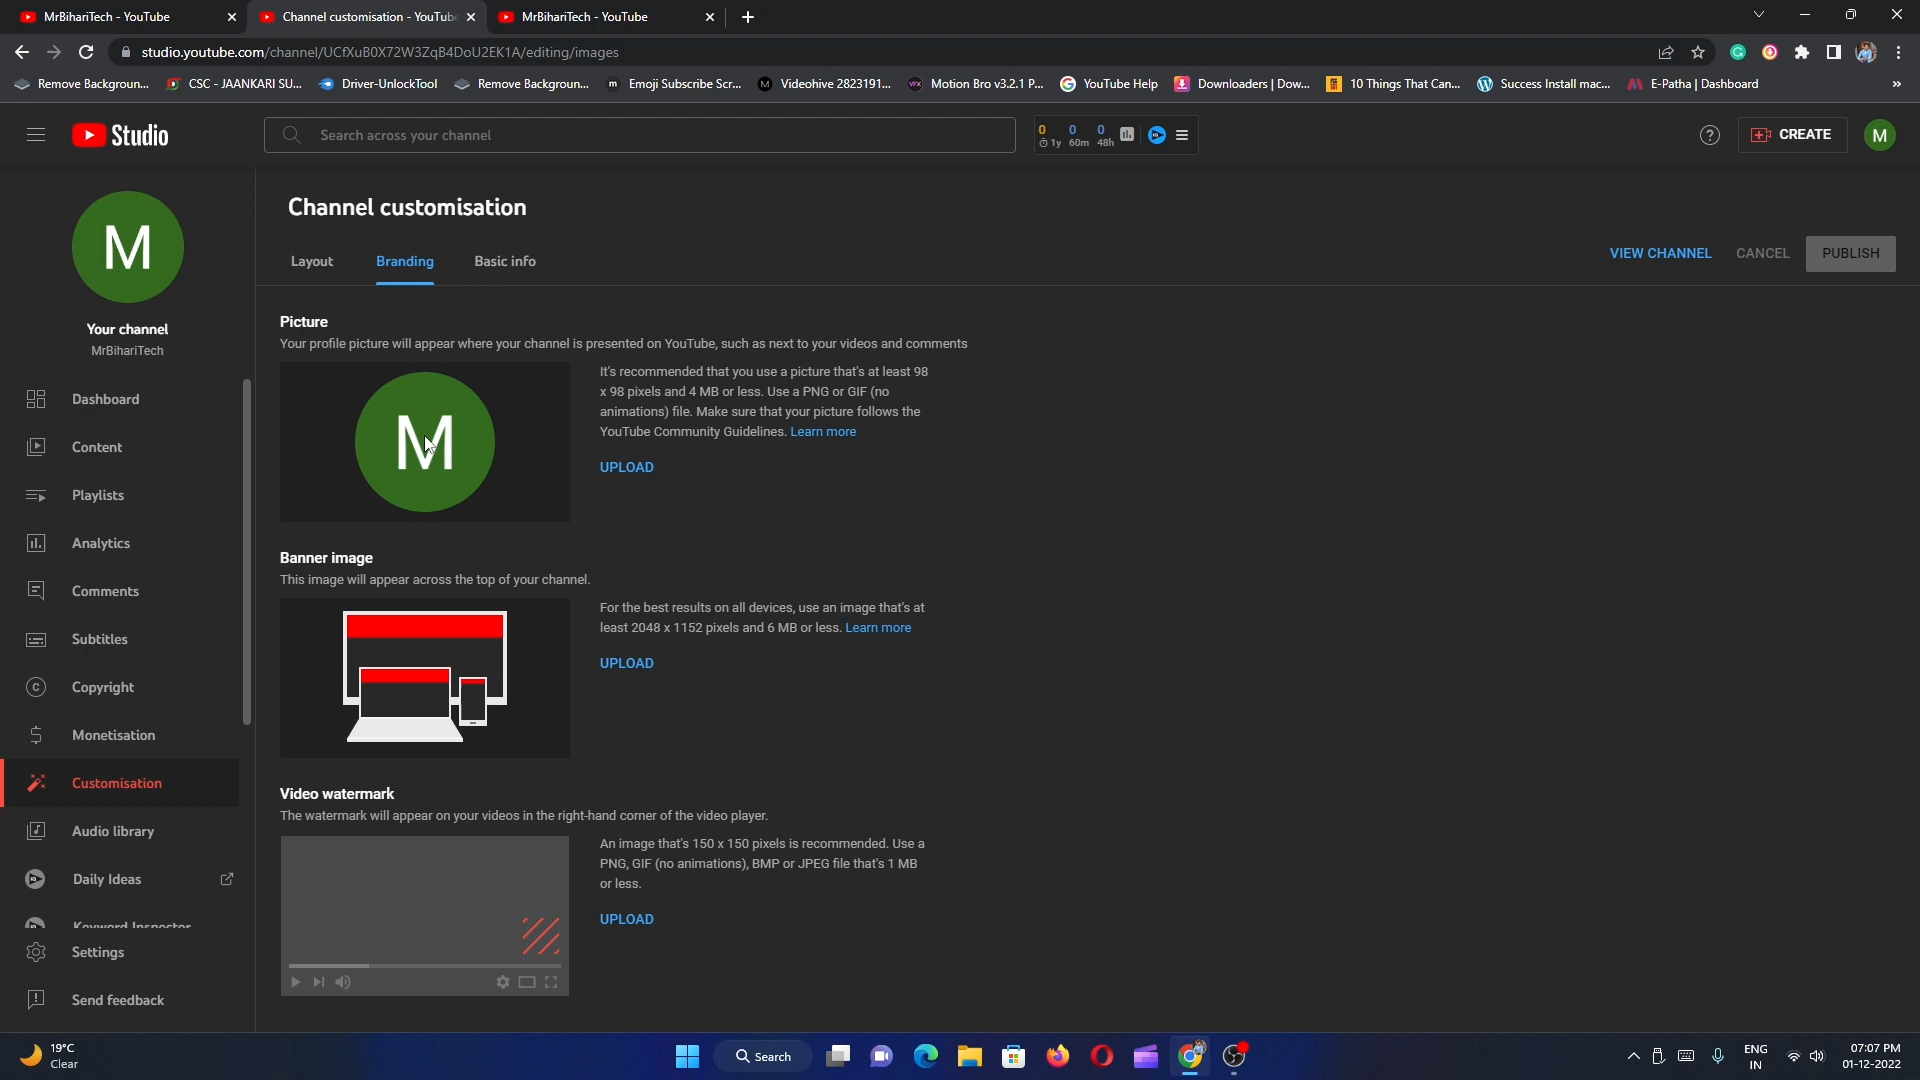 MrBihariTech - YouTube
Channel customisation - YouTube
MrBihariTech - YouTube
studio.youtube.com/channel/UCfXuB0X72W3ZqB4DoU2EK1A/editing/images
Remove Backgroun...
CSC - JAANKARI SU...
Driver-UnlockTool
Remove Backgroun...
Emoji Subscribe Scr...
Videohive 2823191...
Motion Bro v3.2.1 P...
YouTube Help
Downloaders | Dow...
10 Things That Can...
Success Install mac...
E-Patha | Dashboard
»
Studio
Search across your channel
0 0 0
1y 60m 48h
CREATE
M
M
Your channel
MrBihariTech
Dashboard
Content
Playlists
Analytics
Comments
Subtitles
Copyright
Monetisation
Customisation
Audio library
Daily Ideas
Keyword Inspector
Settings
Send feedback
Channel customisation
Layout
Branding
Basic info
VIEW CHANNEL
CANCEL
PUBLISH
Picture
Your profile picture will appear where your channel is presented on YouTube, such as next to your videos and comments
M
It's recommended that you use a picture that's at least 98
x 98 pixels and 4 MB or less. Use a PNG or GIF (no
animations) file. Make sure that your picture follows the
YouTube Community Guidelines. Learn more
UPLOAD
Banner image
This image will appear across the top of your channel.
For the best results on all devices, use an image that's at
least 2048 x 1152 pixels and 6 MB or less. Learn more
UPLOAD
Video watermark
The watermark will appear on your videos in the right-hand corner of the video player.
An image that's 150 x 150 pixels is recommended. Use a
PNG, GIF (no animations), BMP or JPEG file that's 1 MB
or less.
UPLOAD
19°C
Clear
Search
ENG
IN
07:07 PM
01-12-2022